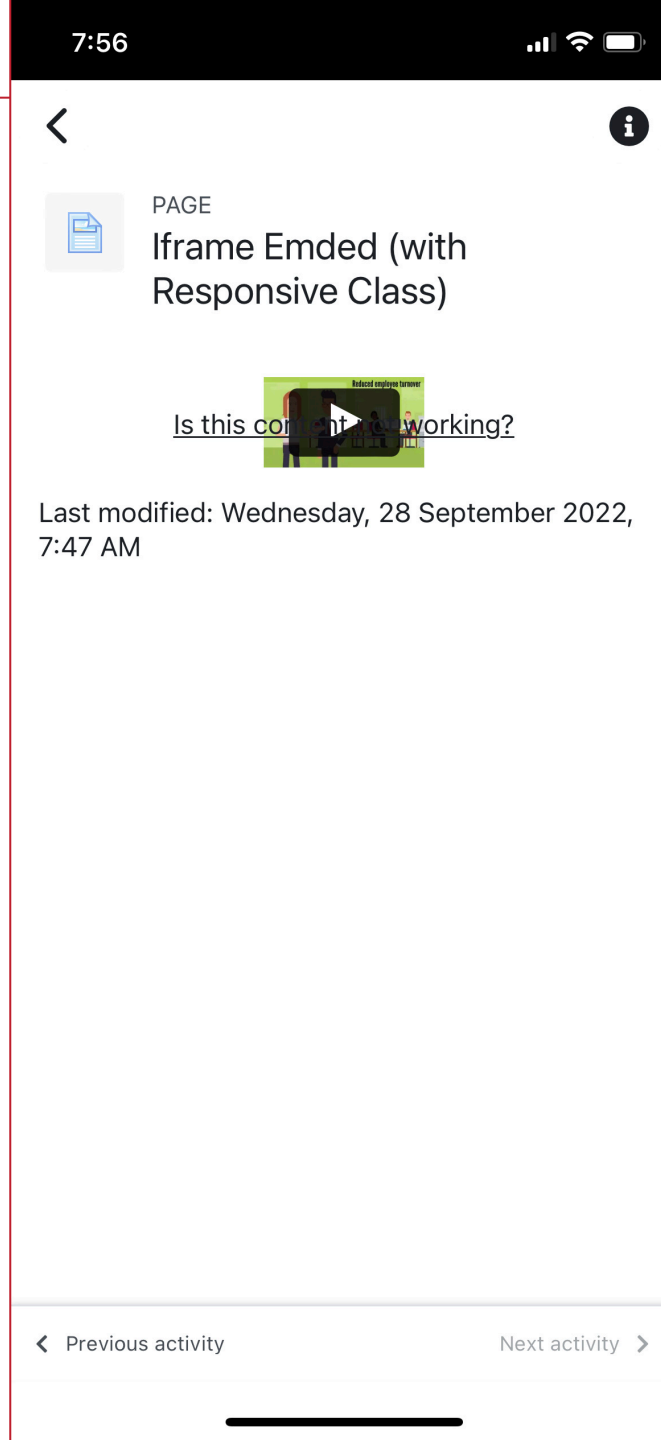 7:56
PAGE
Iframe Emded (with
Responsive Class)
Reduced employee turnover
Is this content not working?
Last modified: Wednesday, 28 September 2022,
7:47 AM
Previous activity
Next activity